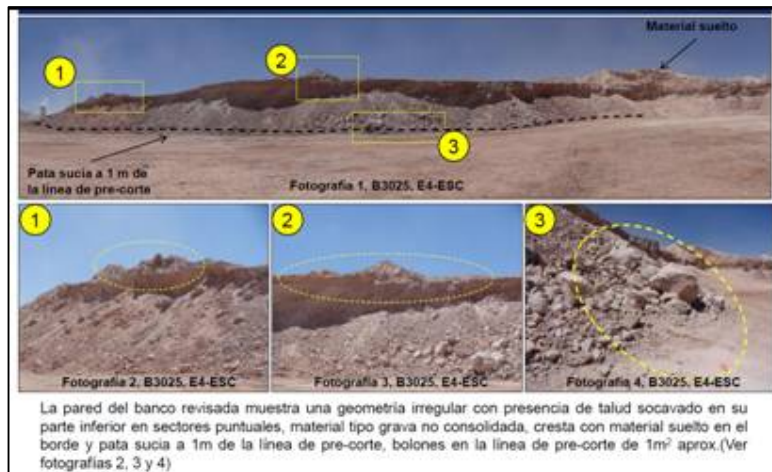 1
2
Material suelto
3
Pata sucia a 1 m de
la línea de pre-corte
Fotografía 1, B3025, E4-ESC
1
2
3
Fotografía 2, B3025, E4-ESC
Fotografía 3, B3025, E4-ESC
Fotografía 4, B3025, E4-ESC
La pared del banco revisada muestra una geometría irregular con presencia de talud socavado en su
parte inferior en sectores puntuales, material tipo grava no consolidada, cresta con material suelto en el
borde y pata sucia a 1m de la línea de pre-corte, bolones en la línea de pre-corte de 1m² aprox.(Ver
fotografías 2, 3 y 4)